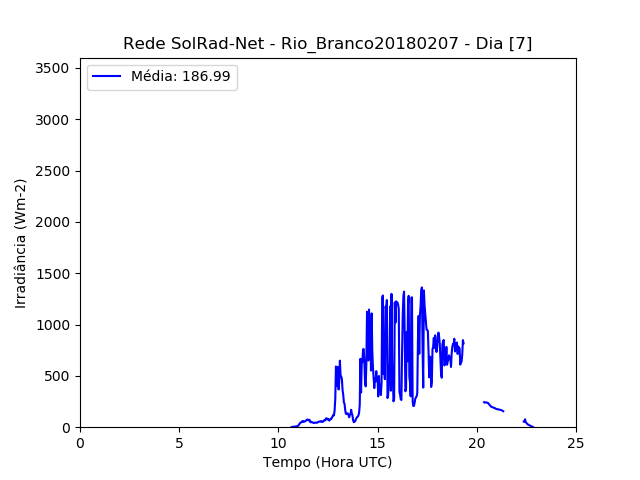 Rede SolRad-Net - Rio_Branco20180207 - Dia [7]
Média: 186.99
3500
3000
2500
2000
1500
1000
500
0
Irradiância (Wm-2)
0 5 10 15 20 25
Tempo (Hora UTC)